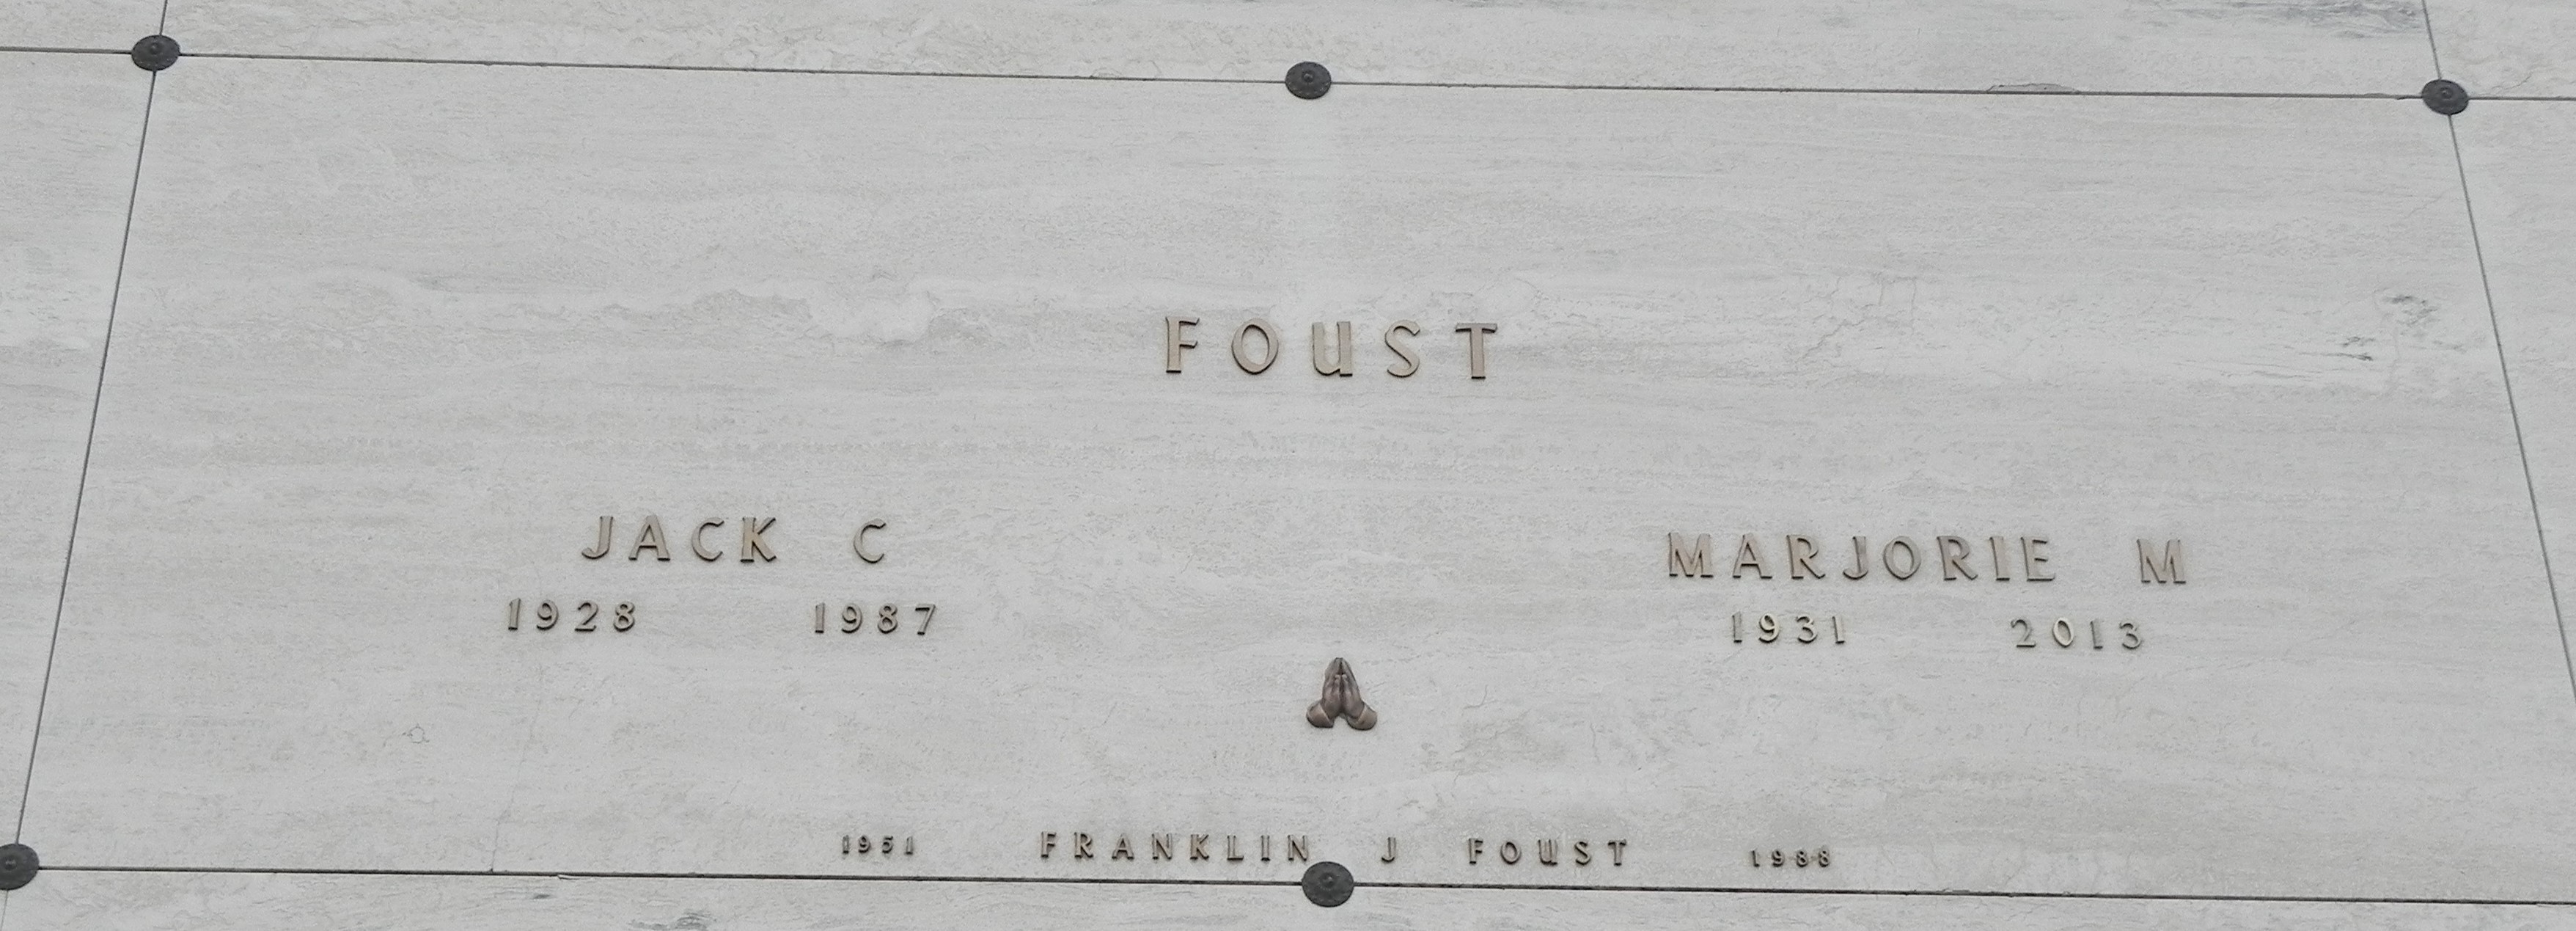 FOUST
JACK C
1928 1987
MARJORIE M
1931 2013
1951 FRANKLIN J FOUST 1988